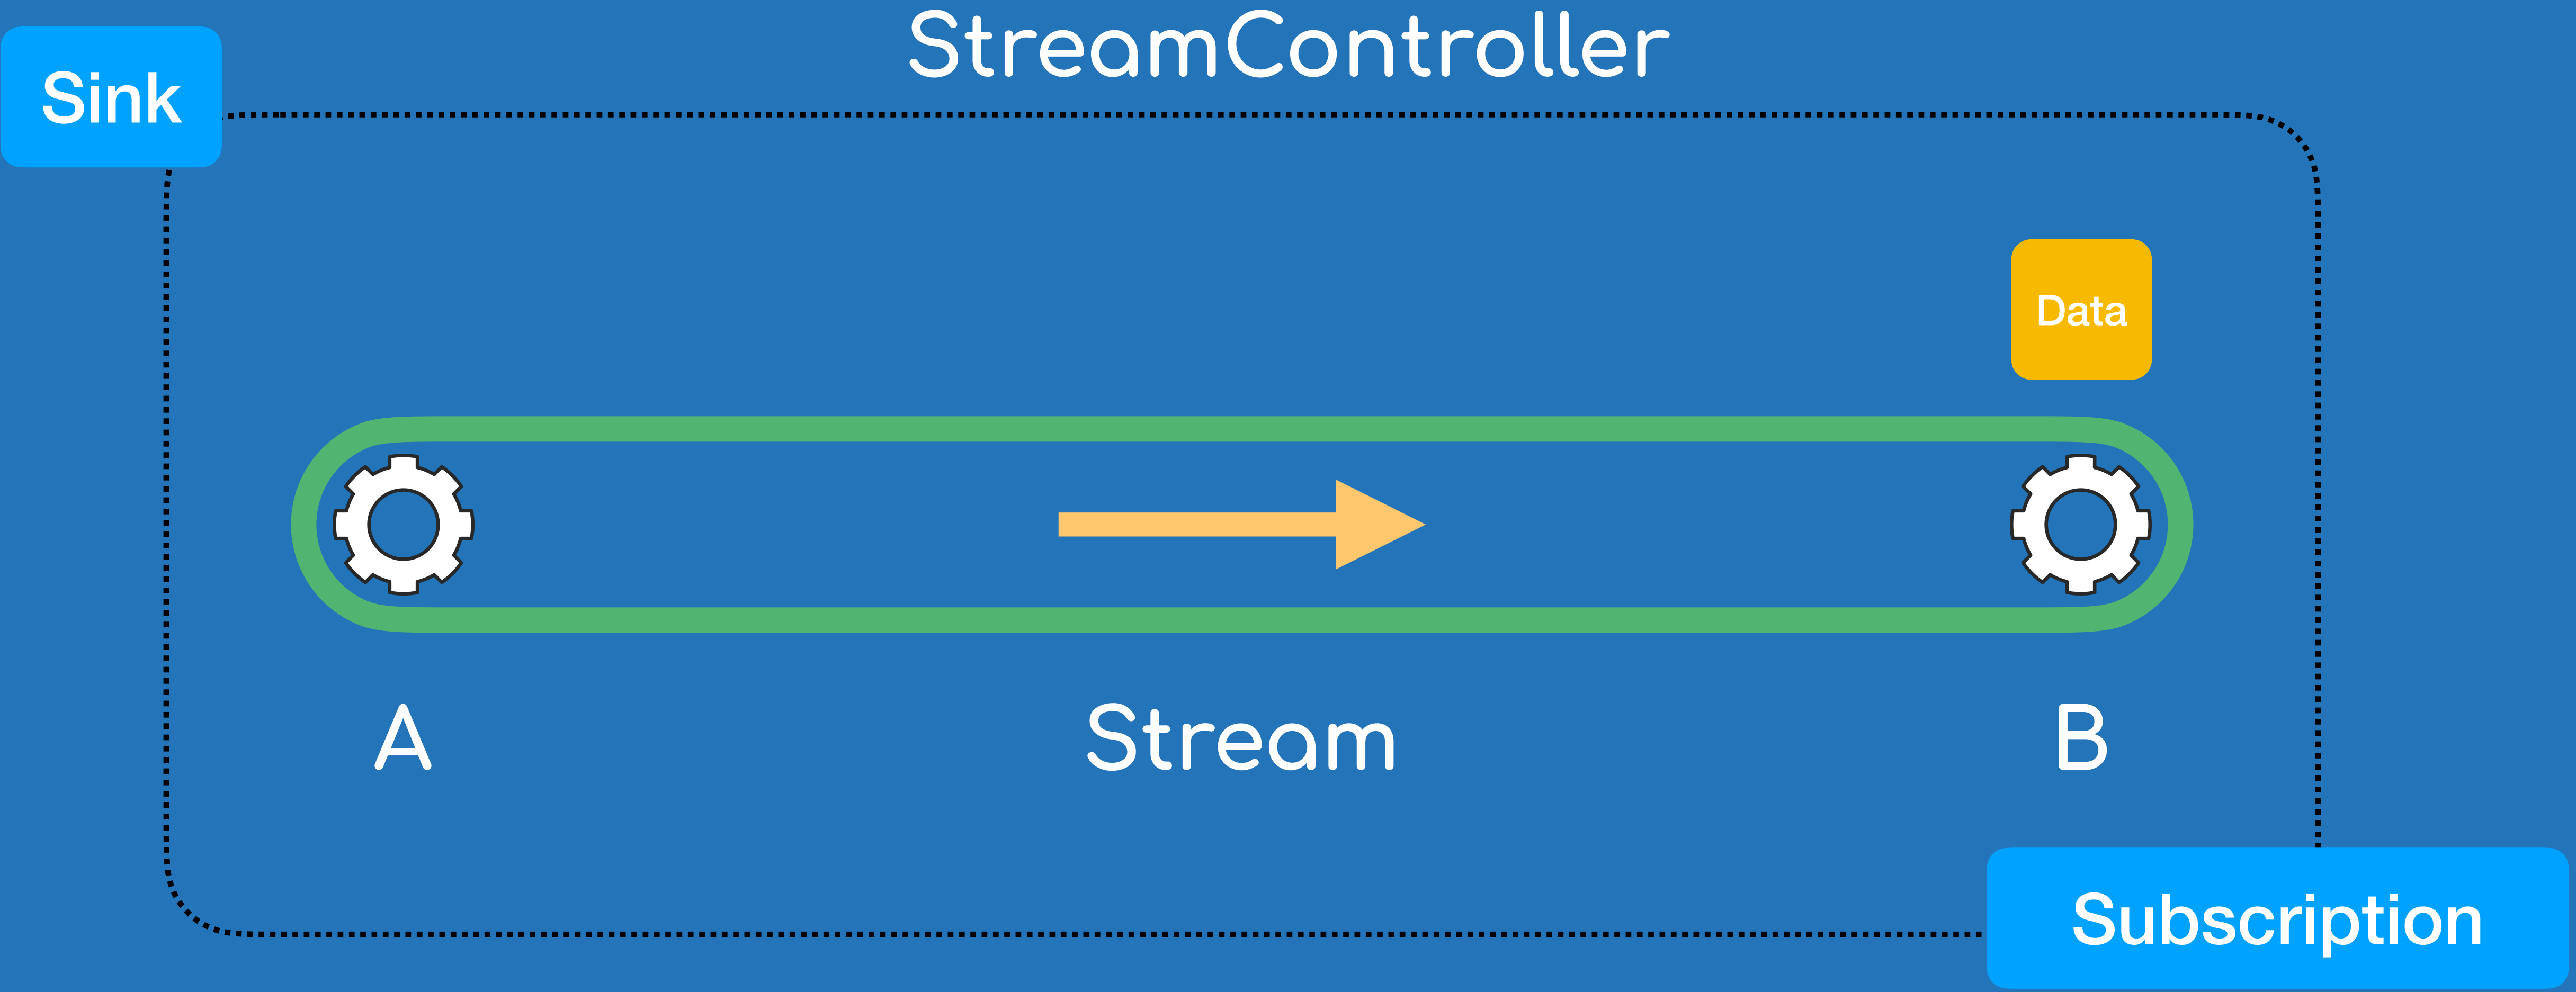 StreamController
Sink
Data
A
Stream
B
Subscription